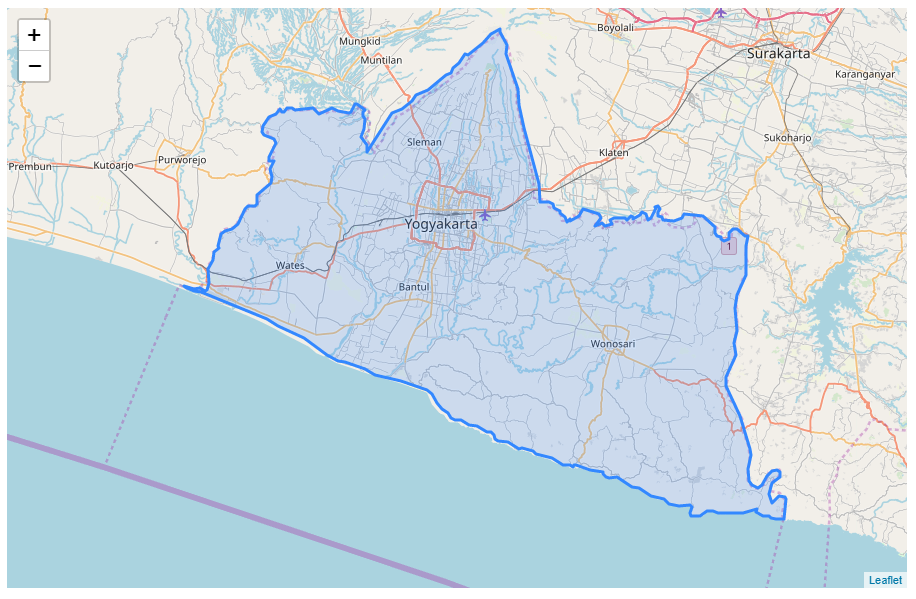 +
−
Mungkid
Muntilan
Boyolali
Surakarta
Karanganyar
Sukoharjo
Klaten
Sleman
Prembun
Kutoarjo
Purworejo
Yogyakarta
1
Wates
Bantul
Wonosari
Leaflet